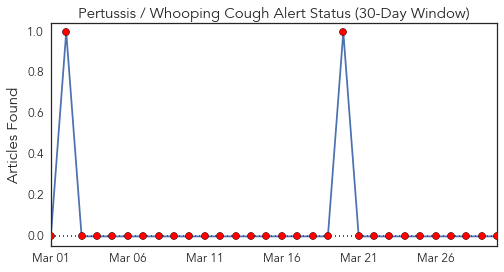 Pertussis / Whooping Cough Alert Status (30-Day Window)
Articles Found
1.0
0.8
0.6
0.4
0.2
0.0
Mar 01 Mar 06 Mar 11 Mar 16 Mar 21 Mar 26